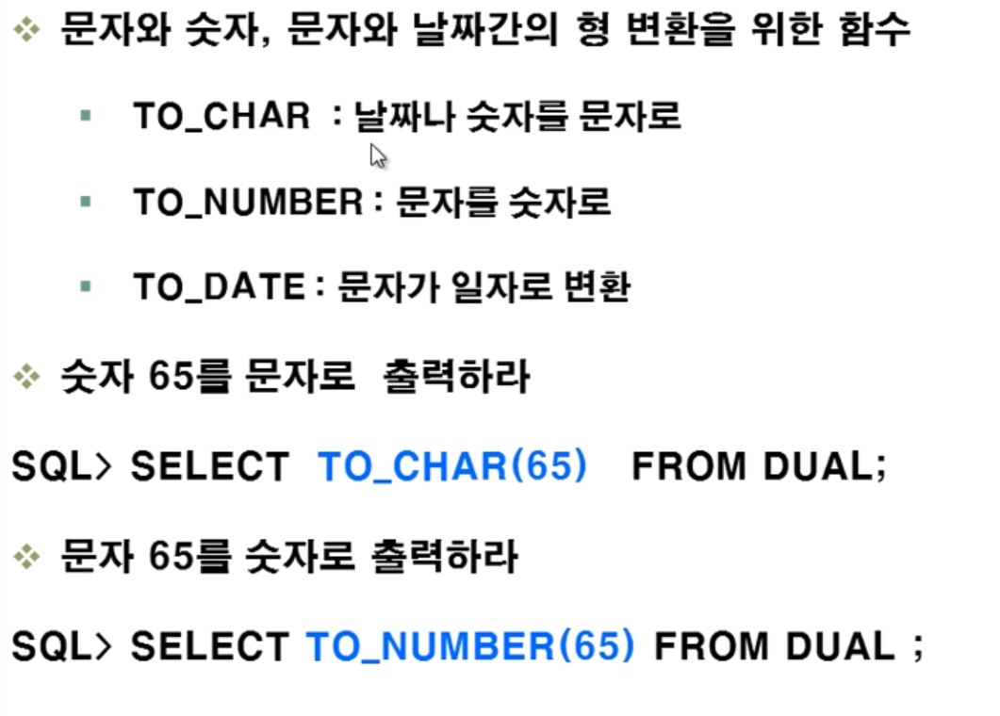 문자와 숫자, 문자와 날짜간의 형 변환을 위한 함수
TO_CHAR : 날짜나 숫자를 문자로
TO_NUMBER : 문자를 숫자로
TO_DATE : 문자가 일자로 변환
숫자 65를 문자로 출력하라
SQL> SELECT TO_CHAR(65) FROM DUAL;
문자 65를 숫자로 출력하라
SQL> SELECT TO_NUMBER(65) FROM DUAL ;